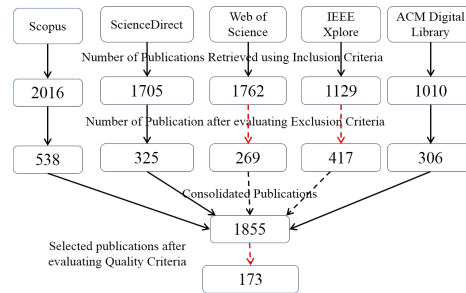 Scopus
ScienceDirect
Web of
Science
IEEE
Xplore
ACM Digital
Library
Number of Publications Retrieved using Inclusion Criteria
2016
1705
1762
1129
1010
Number of Publication after evaluating Exclusion Criteria
538
325
269
417
306
Consolidated Publications
1855
Selected publications after
evaluating Quality Criteria
173